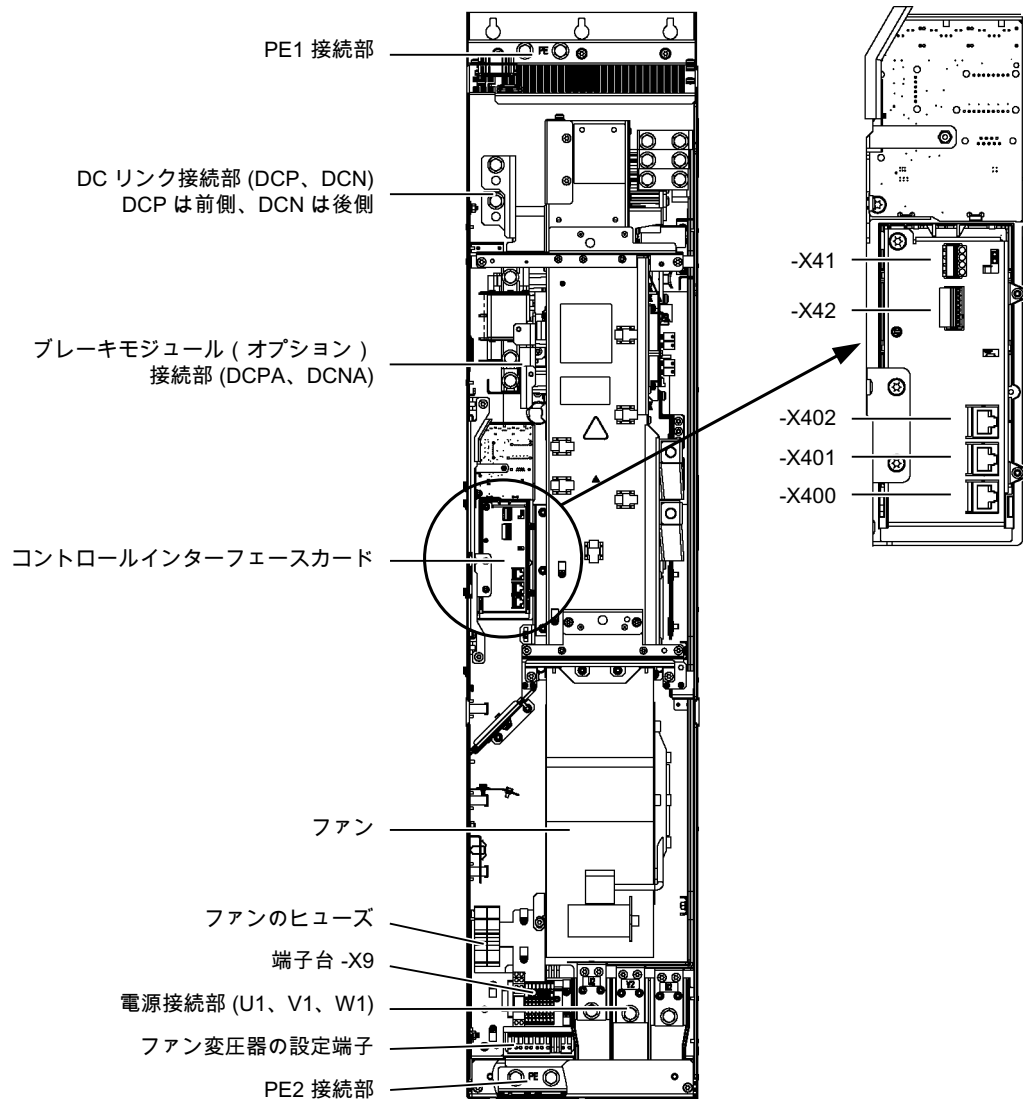 PE1 接続部
PE
DC リンク接続部 (DCP、DCN)
DCP は前側、DCN は後側
-X41
-X42
ブレーキモジュール ( オプション )
接続部 (DCPA、DCNA)
-X402
-X401
-X400
コントロールインターフェースカード
ファン
ファンのヒューズ
端子台 -X9
V2
電源接続部 (U1、V1、W1)
ファン変圧器の設定端子
PE
PE2 接続部